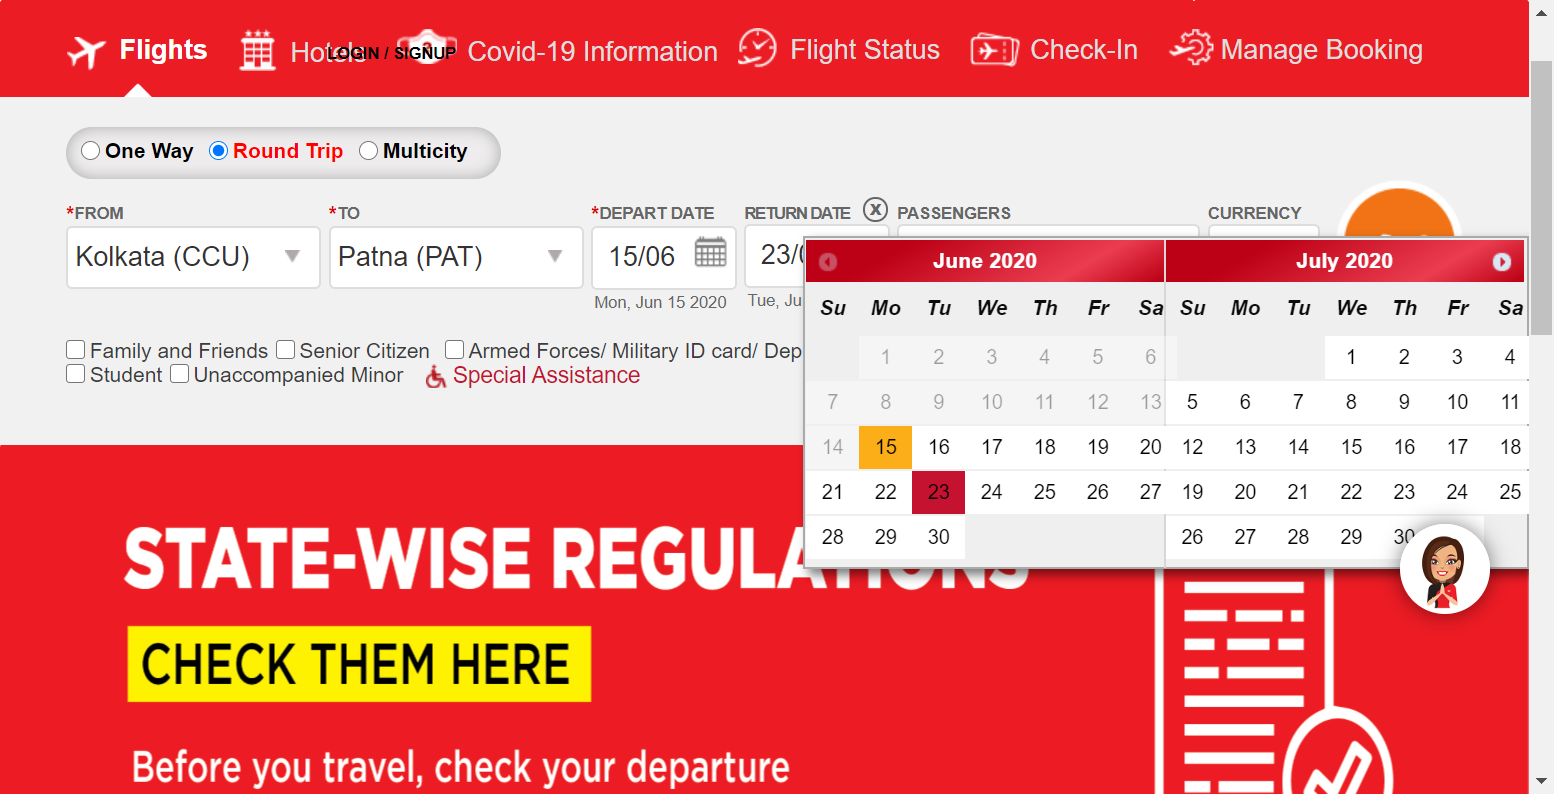 Flights Hotels LOGIN / SIGNUP Covid-19 Information Flight Status Check-In Manage Booking
One Way Round Trip Multicity
*FROM *TO *DEPART DATE RETURN DATE X PASSENGERS CURRENCY
Kolkata (CCU) Patna (PAT) 15/06 23/0
Mon, Jun 15 2020 Tue, Ju
June 2020 July 2020
Su Mo Tu We Th Fr Sa Su Mo Tu We Th Fr Sa
1 2 3 4 5 6 1 2 3 4
7 8 9 10 11 12 13 5 6 7 8 9 10 11
14 15 16 17 18 19 20 12 13 14 15 16 17 18
21 22 23 24 25 26 27 19 20 21 22 23 24 25
28 29 30 26 27 28 29 30
Family and Friends Senior Citizen Armed Forces/ Military ID card/ Dep
Student Unaccompanied Minor Special Assistance
STATE-WISE REGULATIONS
CHECK THEM HERE
Before you travel, check your departure